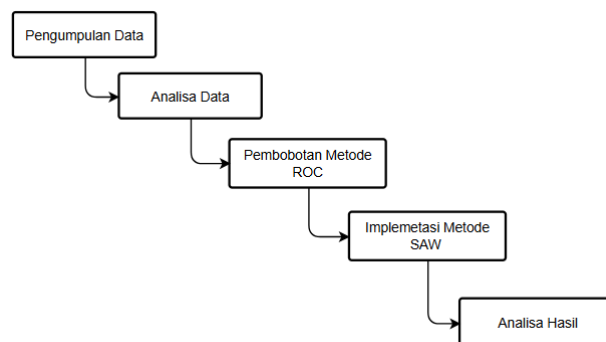 Pengumpulan Data
Analisa Data
Pembobotan Metode
ROC
Implemetasi Metode
SAW
Analisa Hasil